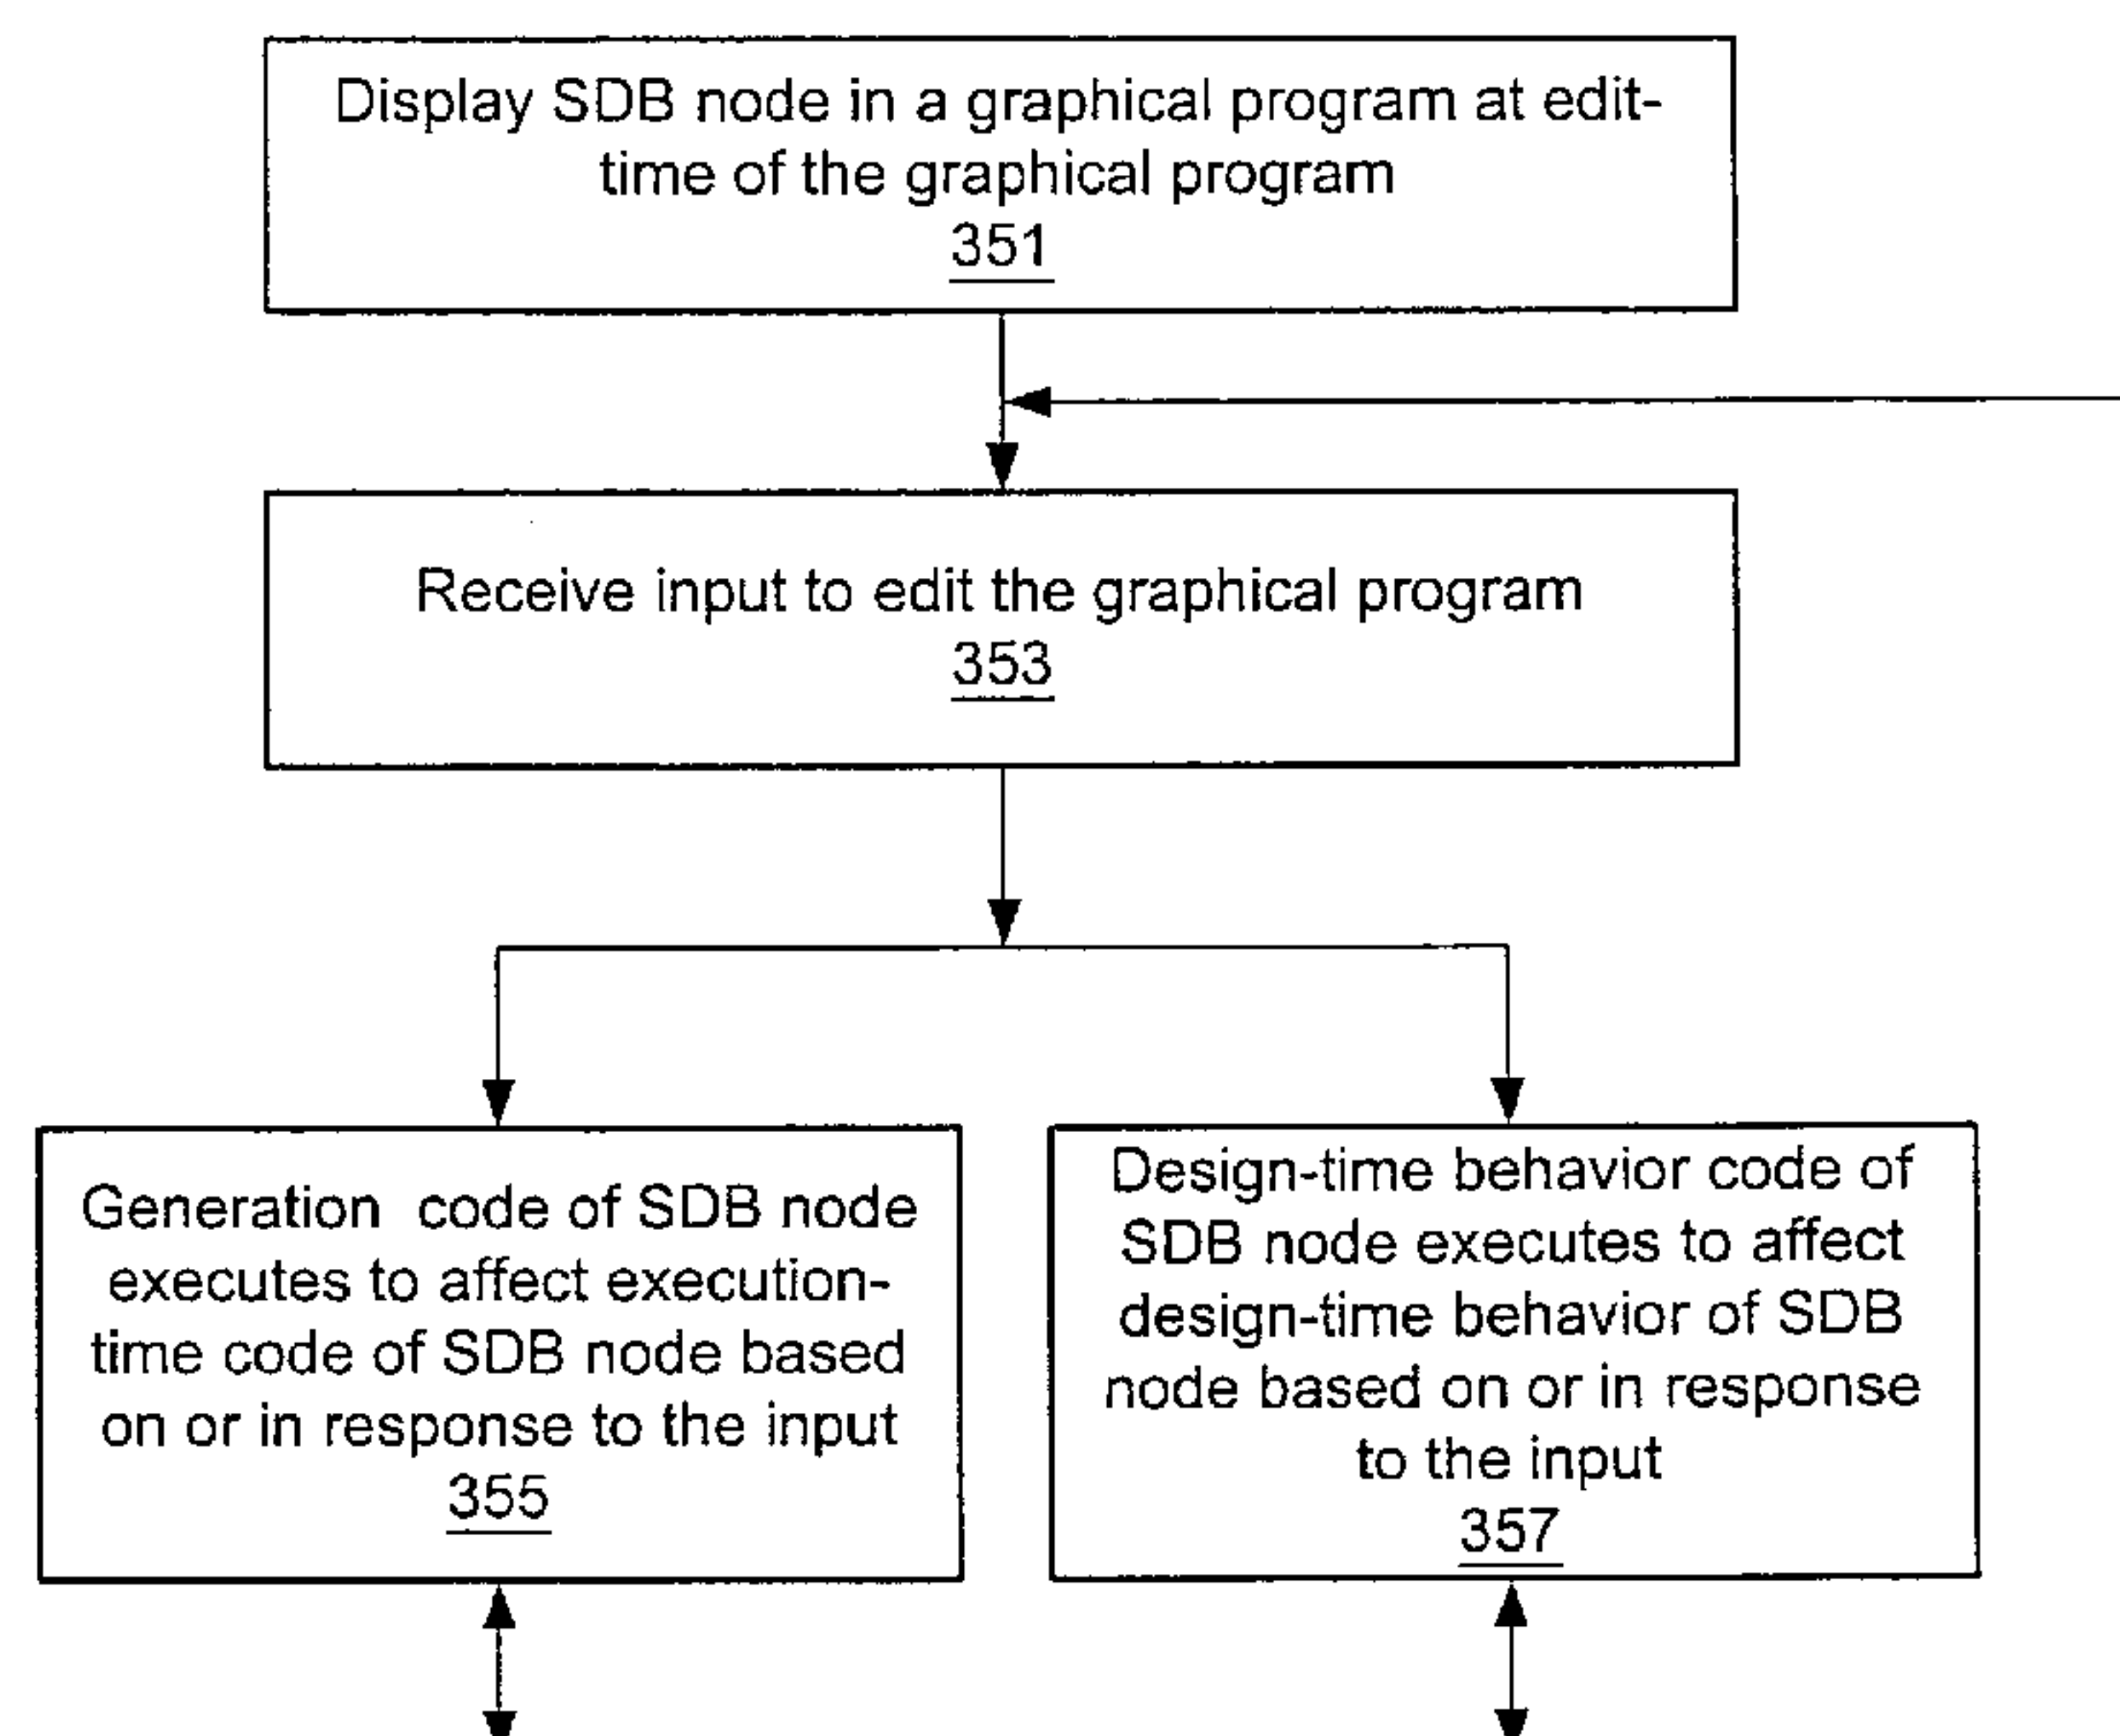 Display SDB node in a graphical program at edit-
time of the graphical program
351
Receive input to edit the graphical program
353
Generation code of SDB node
executes to affect execution-
time code of SDB node based
on or in response to the input
355
Design-time behavior code of
SDB node executes to affect
design-time behavior of SDB
node based on or in response
to the input
357